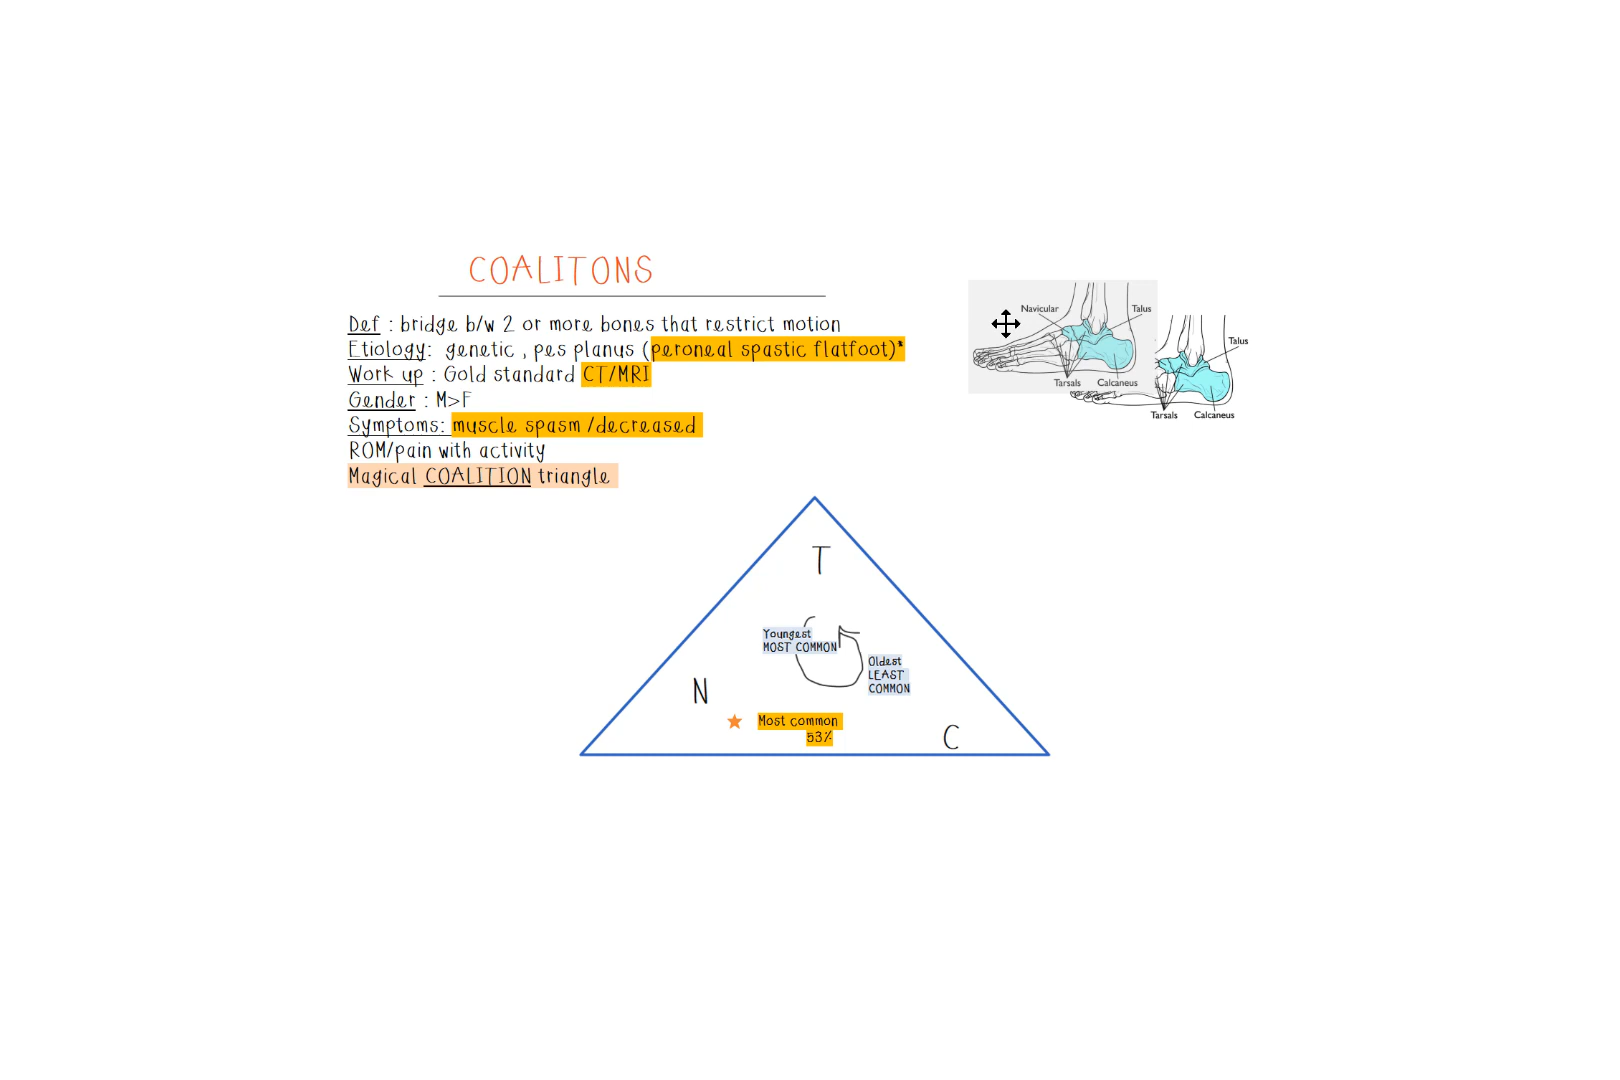 COALITONS
Def : bridge b/w 2 or more bones that restrict motion
Etiology: genetic , pes planus (peroneal spastic flatfoot)*
Work up : Gold standard CT/MRI
Gender : M>F
Symptoms: muscle spasm /decreased
ROM/pain with activity
Magical COALITION triangle
Navicular
Talus
Tarsals
Calcaneus
Talus
Tarsals
Calcaneus
T
Youngest
MOST COMMON
Oldest
LEAST
COMMON
N
Most common
53%
C